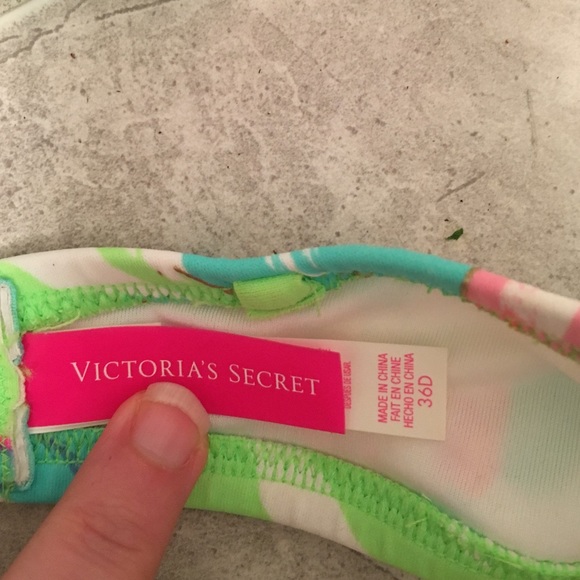 VICTORIA'S SECRET
MADE IN CHINA
FAIT EN CHINE
HECHO EN CHINA
36D